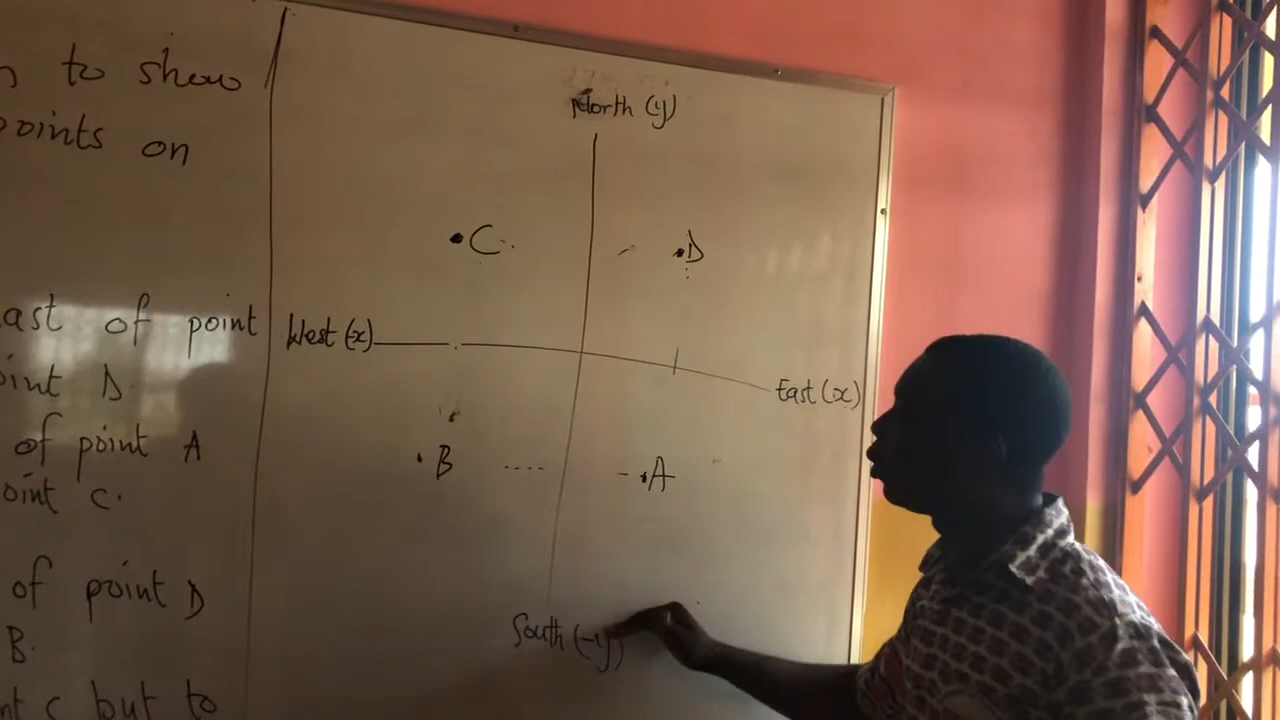 to show
points on
ast of point
oint D.
of point A
oint C.
of point D
B.
nt C but to
North (y)
C
D
West (x)
East (x)
B
A
South (-y)